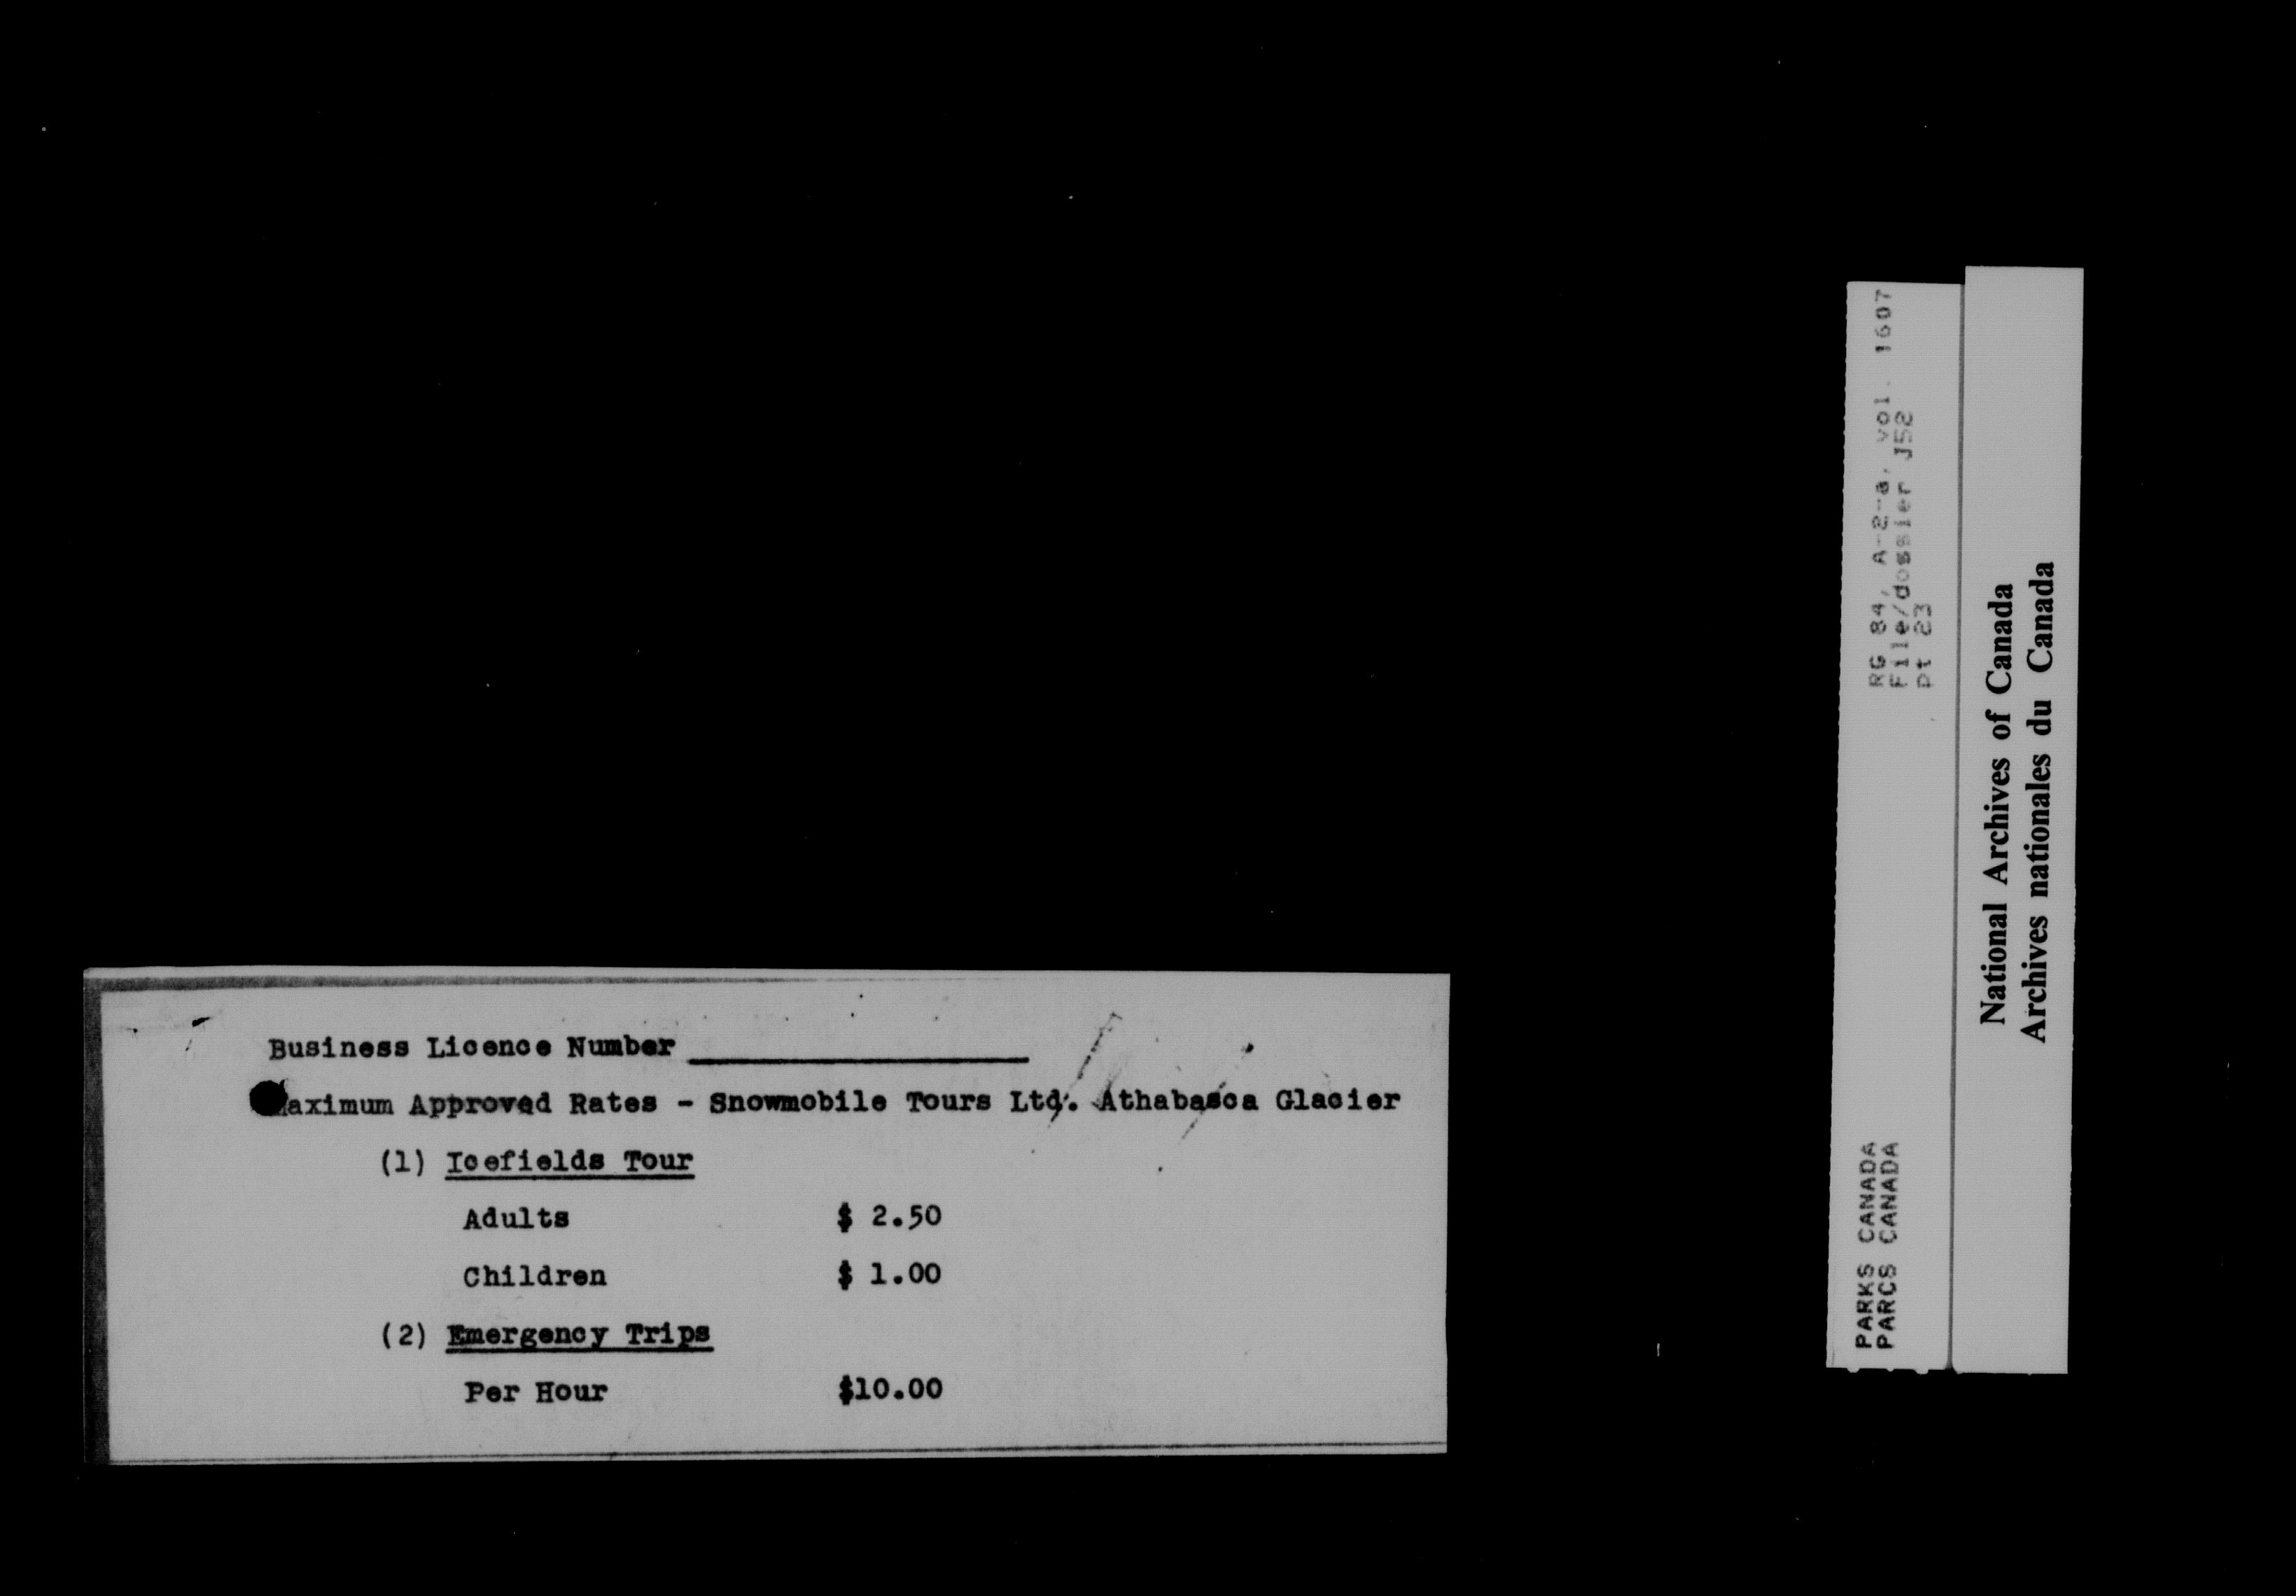 Business Licence Number
aximum Approved Rates - Snowmobile Tours Ltd. Athabasca Glacier
(1) Icefields Tour
Adults $ 2.50
Children $ 1.00
(2) Emergency Trips
Per Hour $10.00
PARKS CANADA
PARCS CANADA
RG 84, A-2-a, vol. 1607
File/dossier J52
pt 23
National Archives of Canada
Archives nationales du Canada